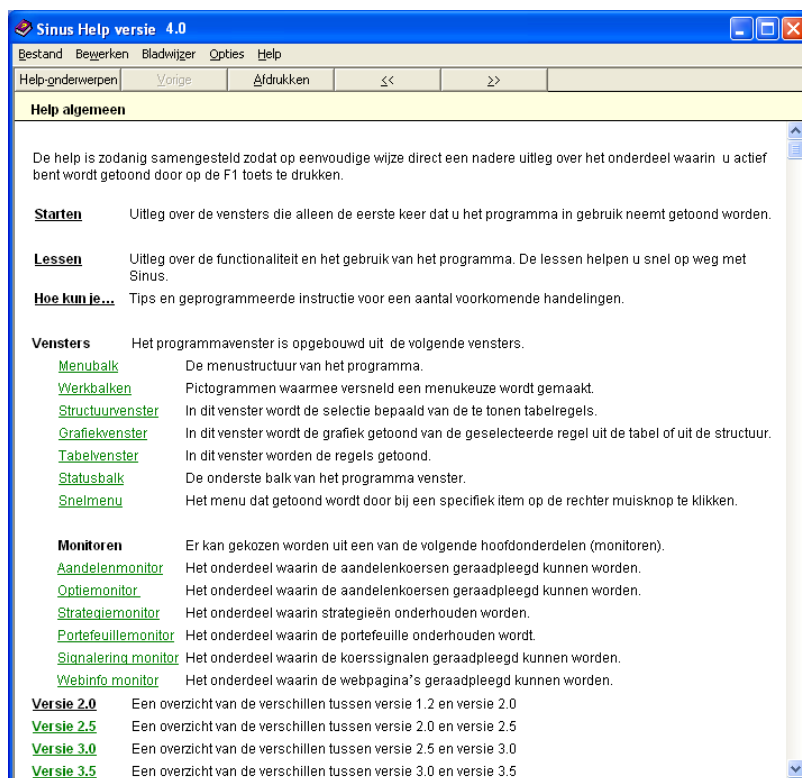 Sinus Help versie 4.0
Bestand Bewerken Bladwijzer Opties Help
Help-onderwerpen Vorige Afdrukken << >>
Help algemeen
De help is zodanig samengesteld zodat op eenvoudige wijze direct een nadere uitleg over het onderdeel waarin u actief
bent wordt getoond door op de F1 toets te drukken.
Starten Uitleg over de vensters die alleen de eerste keer dat u het programma in gebruik neemt getoond worden.
Lessen Uitleg over de functionaliteit en het gebruik van het programma. De lessen helpen u snel op weg met
Sinus.
Hoe kun je... Tips en geprogrammeerde instructie voor een aantal voorkomende handelingen.
Vensters Het programmavenster is opgebouwd uit de volgende vensters.
Menubalk De menustructuur van het programma.
Werkbalken Pictogrammen waarmee versneld een menukeuze wordt gemaakt.
Structuurvenster In dit venster wordt de selectie bepaald van de te tonen tabelregels.
Grafiekvenster In dit venster wordt de grafiek getoond van de geselecteerde regel uit de tabel of uit de structuur.
Tabelvenster In dit venster worden de regels getoond.
Statusbalk De onderste balk van het programma venster.
Snelmenu Het menu dat getoond wordt door bij een specifiek item op de rechter muisknop te klikken.
Monitoren Er kan gekozen worden uit een van de volgende hoofdonderdelen (monitoren).
Aandelenmonitor Het onderdeel waarin de aandelenkoersen geraadpleegd kunnen worden.
Optiemonitor Het onderdeel waarin de aandelenkoersen geraadpleegd kunnen worden.
Strategiemonitor Het onderdeel waarin strategieën onderhouden worden.
Portefeuillemonitor Het onderdeel waarin de portefeuille onderhouden wordt.
Signalering monitor Het onderdeel waarin de koerssignalen geraadpleegd kunnen worden.
Webinfo monitor Het onderdeel waarin de webpagina's geraadpleegd kunnen worden.
Versie 2.0 Een overzicht van de verschillen tussen versie 1.2 en versie 2.0
Versie 2.5 Een overzicht van de verschillen tussen versie 2.0 en versie 2.5
Versie 3.0 Een overzicht van de verschillen tussen versie 2.5 en versie 3.0
Versie 3.5 Een overzicht van de verschillen tussen versie 3.0 en versie 3.5